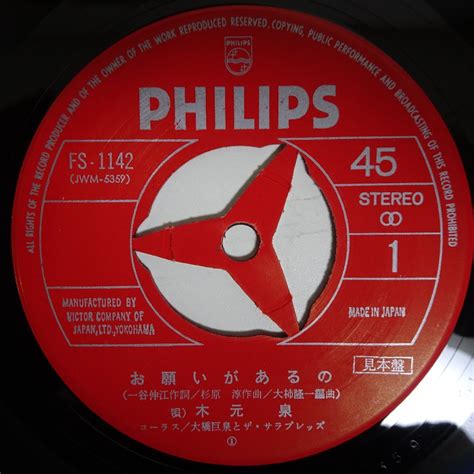 ALL RIGHTS OF THE RECORD PRODUCER AND OF THE OWNER OF THE WORK REPRODUCED RESERVED. COPYING, PUBLIC PERFORMANCE AND BROADCASTING OF THIS RECORD PROHIBITED
PHILIPS
PHILIPS
FS-1142
(JWM-5359)
45
STEREO
1
MANUFACTURED BY
VICTOR COMPANY OF
JAPAN,LTD.,YOKOHAMA
MADE IN JAPAN
見本盤
お願いがあるの
(一谷伸江作詞/杉原 淳作曲/大柿隆一編曲)
唄) 木元 泉
コーラス/大橋巨泉とザ・サラブレッズ
①